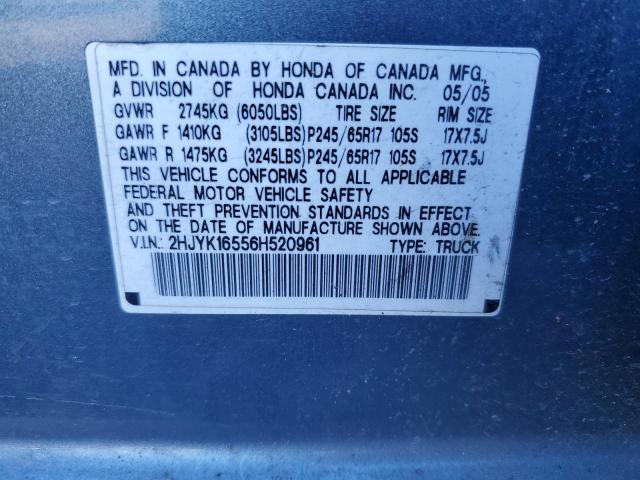 MFD. IN CANADA BY HONDA OF CANADA MFG.,
A DIVISION OF HONDA CANADA INC. 05/05
GVWR 2745KG (6050LBS) TIRE SIZE RIM SIZE
GAWR F 1410KG (3105LBS) P245/65R17 105S 17X7.5J
GAWR R 1475KG (3245LBS) P245/65R17 105S 17X7.5J
THIS VEHICLE CONFORMS TO ALL APPLICABLE
FEDERAL MOTOR VEHICLE SAFETY
AND THEFT PREVENTION STANDARDS IN EFFECT
ON THE DATE OF MANUFACTURE SHOWN ABOVE.
V.I.N.: 2HJYK16556H520961 TYPE: TRUCK